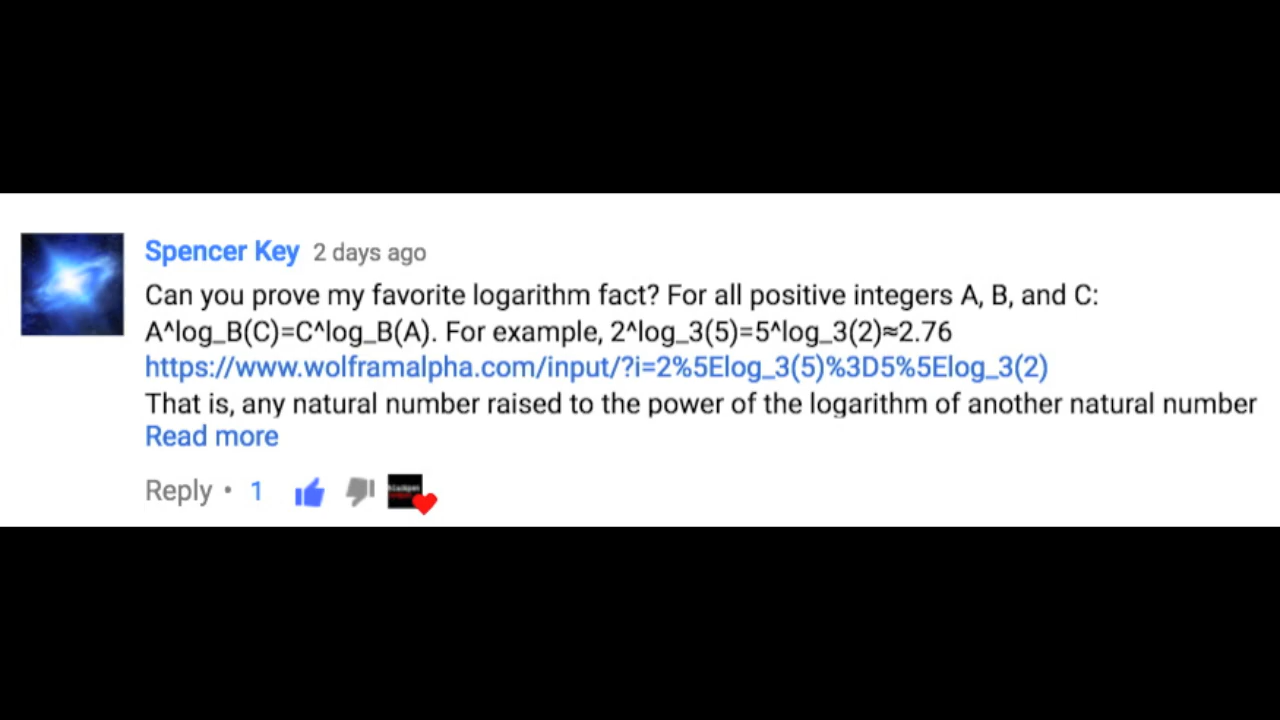 Spencer Key 2 days ago
Can you prove my favorite logarithm fact? For all positive integers A, B, and C:
A^log_B(C)=C^log_B(A). For example, 2^log_3(5)=5^log_3(2)≈2.76
https://www.wolframalpha.com/input/?i=2%5Elog_3(5)%3D5%5Elog_3(2)
That is, any natural number raised to the power of the logarithm of another natural number
Read more
Reply • 1